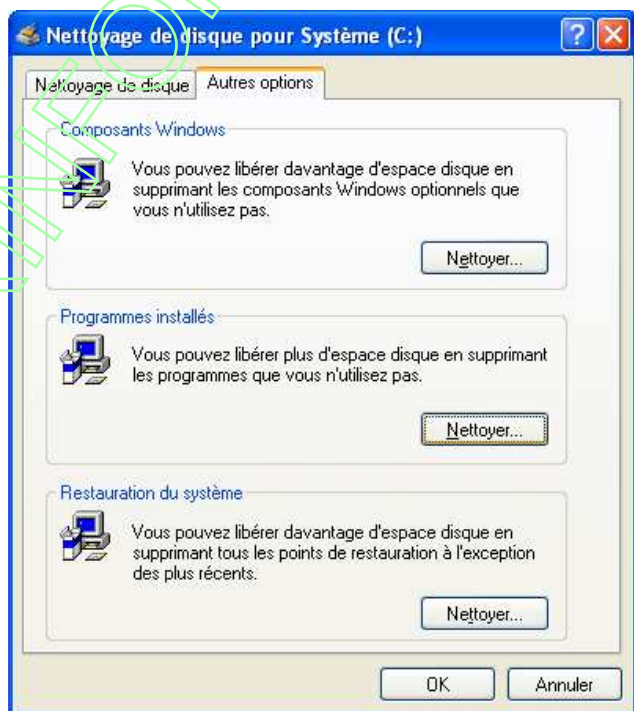 Nettoyage de disque pour Système (C:)
Nettoyage de disque
Autres options
Composants Windows
Vous pouvez libérer davantage d'espace disque en
supprimant les composants Windows optionnels que
vous n'utilisez pas.
Nettoyer...
Programmes installés
Vous pouvez libérer plus d'espace disque en supprimant
les programmes que vous n'utilisez pas.
Nettoyer...
Restauration du système
Vous pouvez libérer davantage d'espace disque en
supprimant tous les points de restauration à l'exception
des plus récents.
Nettoyer...
OK
Annuler